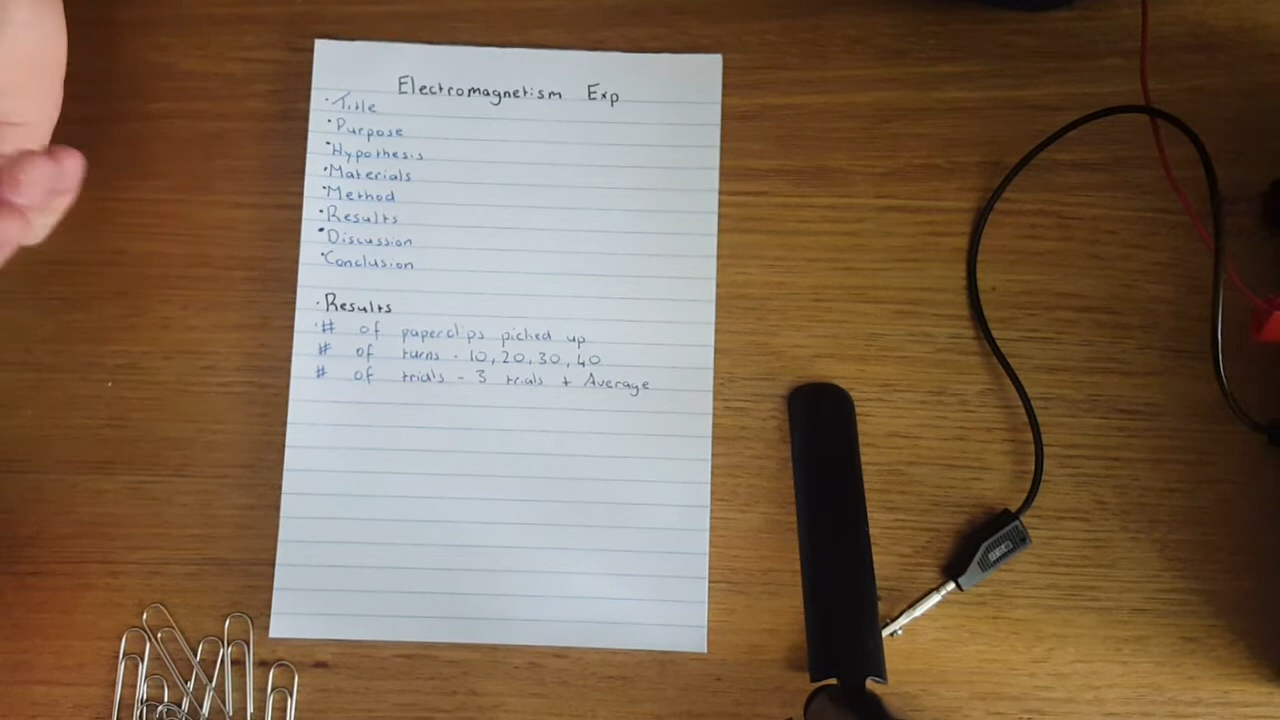 Electromagnetism Exp
· Title
· Purpose
· Hypothesis
· Materials
· Method
· Results
· Discussion
· Conclusion
· Results
· # of paperclips picked up
# of turns - 10, 20, 30, 40
# of trials - 3 trials + Average